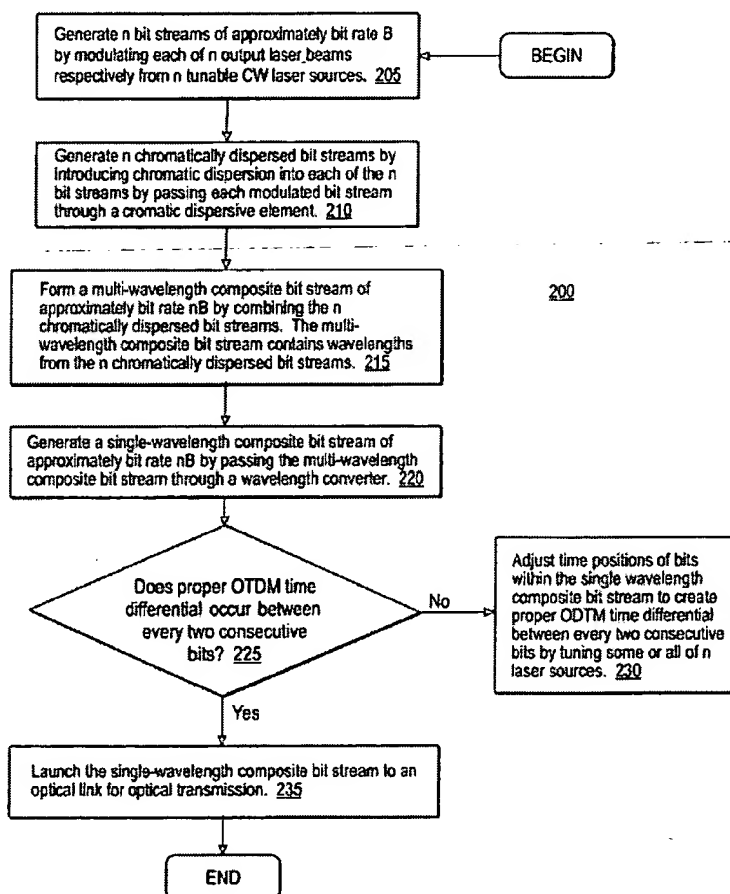 Generate n bit streams of approximately bit rate B
by modulating each of n output laser beams
respectively from n tunable CW laser sources. 205
BEGIN
Generate n chromatically dispersed bit streams by
introducing chromatic dispersion into each of the n
bit streams by passing each modulated bit stream
through a cromatic dispersive element. 210
200
Form a multi-wavelength composite bit stream of
approximately bit rate nB by combining the n
chromatically dispersed bit streams. The multi-
wavelength composite bit stream contains wavelengths
from the n chromatically dispersed bit streams. 215
Generate a single-wavelength composite bit stream of
approximately bit rate nB by passing the multi-wavelength
composite bit stream through a wavelength converter. 220
Does proper OTDM time
differential occur between
every two consecutive
bits? 225
No
Adjust time positions of bits
within the single wavelength
composite bit stream to create
proper ODTM time differential
between every two consecutive
bits by tuning some or all of n
laser sources. 230
Yes
Launch the single-wavelength composite bit stream to an
optical link for optical transmission. 235
END